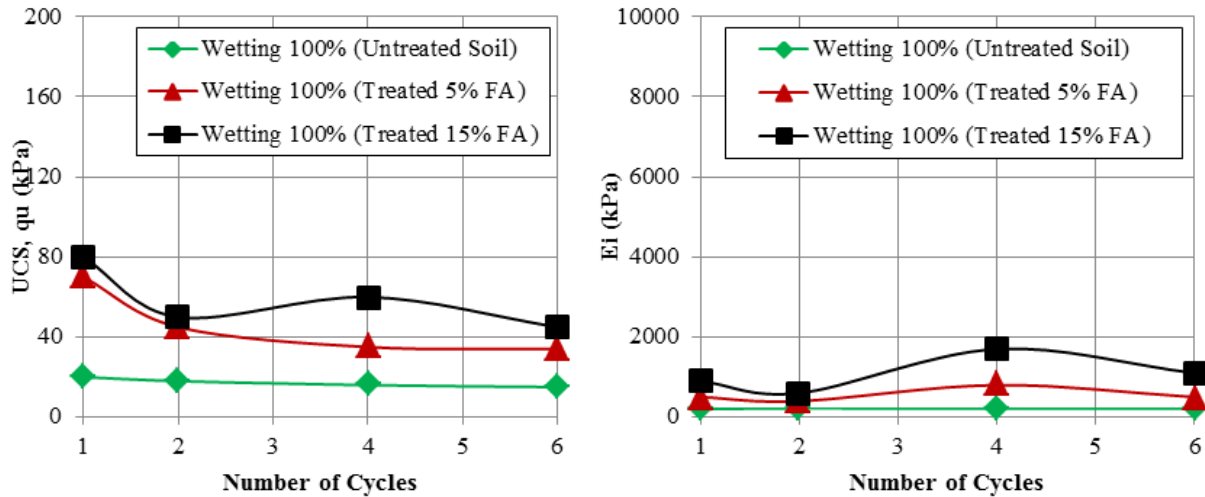 200
160
120
80
40
0
UCS, qu (kPa)
Wetting 100% (Untreated Soil)
Wetting 100% (Treated 5% FA)
Wetting 100% (Treated 15% FA)
1 2 3 4 5 6
Number of Cycles
10000
8000
6000
4000
2000
0
Ei (kPa)
Wetting 100% (Untreated Soil)
Wetting 100% (Treated 5% FA)
Wetting 100% (Treated 15% FA)
1 2 3 4 5 6
Number of Cycles